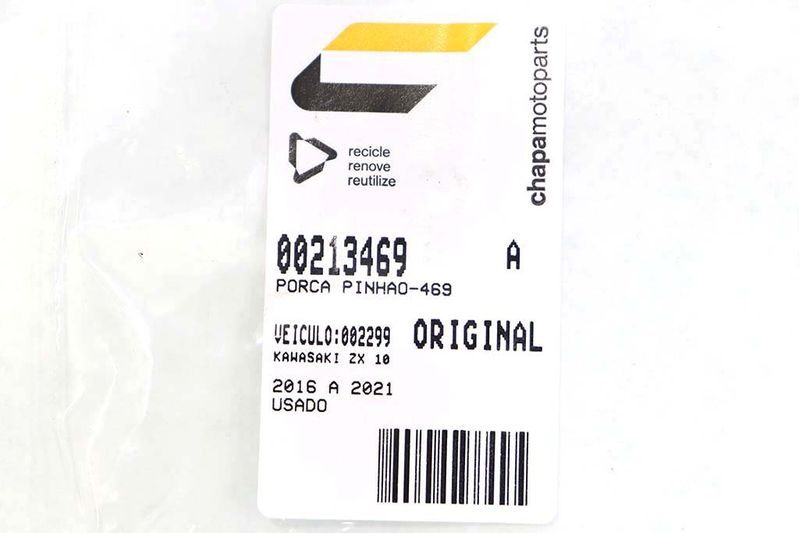 chapamotoparts
recicle
renove
reutilize
00213469 A
PORCA PINHAO-469
VEICULO:002299 ORIGINAL
KAWASAKI ZX 10
2016 A 2021
USADO